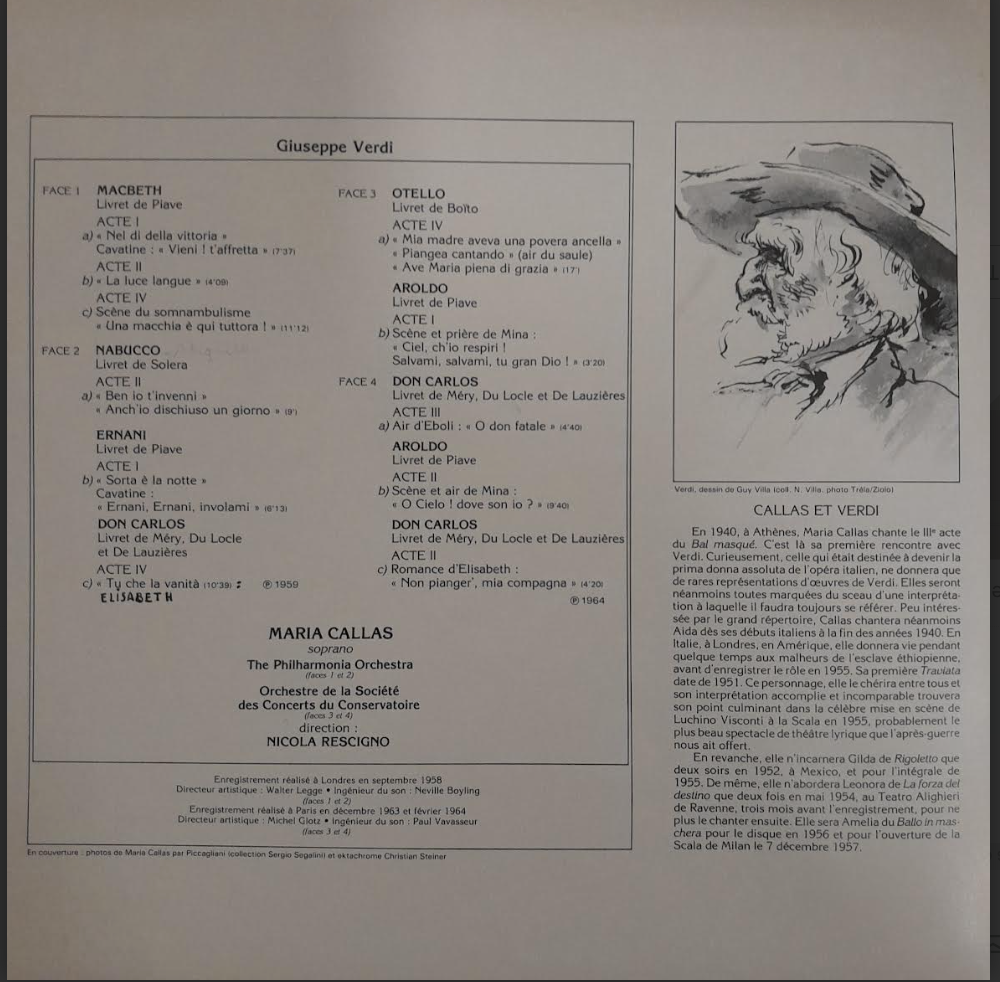 Giuseppe Verdi
FACE 1 MACBETH
Livret de Piave
ACTE I
a) « Nel di della vittoria »
Cavatine : « Vieni ! t'affretta » (7'37)
ACTE II
b) « La luce langue » (4'09)
ACTE IV
c) Scène du somnambulisme
« Una macchia è qui tuttora ! » (11'12)
FACE 2 NABUCCO
Livret de Solera
ACTE II
a) « Ben io t'invenni »
« Anch'io dischiuso un giorno » (9')
ERNANI
Livret de Piave
ACTE I
b) « Sorta è la notte »
Cavatine :
« Ernani, Ernani, involami » (6'13)
DON CARLOS
Livret de Méry, Du Locle
et De Lauzières
ACTE IV
c) « Tu che la vanità (10'39) : ℗ 1959
ELISABETH
FACE 3 OTELLO
Livret de Boïto
ACTE IV
a) « Mia madre aveva una povera ancella »
« Piangea cantando » (air du saule)
« Ave Maria piena di grazia » (17')
AROLDO
Livret de Piave
ACTE I
b) Scène et prière de Mina :
« Ciel, ch'io respiri !
Salvami, salvami, tu gran Dio ! » (3'20)
FACE 4 DON CARLOS
Livret de Méry, Du Locle et De Lauzières
ACTE III
a) Air d'Eboli : « O don fatale » (4'40)
AROLDO
Livret de Piave
ACTE II
b) Scène et air de Mina :
« O Cielo ! dove son io ? » (9'40)
DON CARLOS
Livret de Méry, Du Locle et De Lauzières
ACTE II
c) Romance d'Elisabeth :
« Non pianger', mia compagna » (4'20)
℗ 1964
MARIA CALLAS
soprano
The Philharmonia Orchestra
(faces 1 et 2)
Orchestre de la Société
des Concerts du Conservatoire
(faces 3 et 4)
direction :
NICOLA RESCIGNO
Enregistrement réalisé à Londres en septembre 1958
Directeur artistique : Walter Legge • Ingénieur du son : Neville Boyling
(faces 1 et 2)
Enregistrement réalisé à Paris en décembre 1963 et février 1964
Directeur artistique : Michel Glotz • Ingénieur du son : Paul Vavasseur
(faces 3 et 4)
En couverture : photos de Maria Callas par Piccagliani (collection Sergio Segalini) et ektachrome Christian Steiner
Verdi, dessin de Guy Villa (coll. N. Villa, photo Tréla/Ziolo)
CALLAS ET VERDI
En 1940, à Athènes, Maria Callas chante le IIIᵉ acte
du Bal masqué. C'est là sa première rencontre avec
Verdi. Curieusement, celle qui était destinée à devenir la
prima donna assoluta de l'opéra italien, ne donnera que
de rares représentations d'œuvres de Verdi. Elles seront
néanmoins toutes marquées du sceau d'une interpréta-
tion à laquelle il faudra toujours se référer. Peu intéres-
sée par le grand répertoire, Callas chantera néanmoins
Aida dès ses débuts italiens à la fin des années 1940. En
Italie, à Londres, en Amérique, elle donnera vie pendant
quelque temps aux malheurs de l'esclave éthiopienne,
avant d'enregistrer le rôle en 1955. Sa première Traviata
date de 1951. Ce personnage, elle le chérira entre tous et
son interprétation accomplie et incomparable trouvera
son point culminant dans la célèbre mise en scène de
Luchino Visconti à la Scala en 1955, probablement le
plus beau spectacle de théâtre lyrique que l'après-guerre
nous ait offert.
En revanche, elle n'incarnera Gilda de Rigoletto que
deux soirs en 1952, à Mexico, et pour l'intégrale de
1955. De même, elle n'abordera Leonora de La forza del
destino que deux fois en mai 1954, au Teatro Alighieri
de Ravenne, trois mois avant l'enregistrement, pour ne
plus le chanter ensuite. Elle sera Amelia du Ballo in mas-
chera pour le disque en 1956 et pour l'ouverture de la
Scala de Milan le 7 décembre 1957.